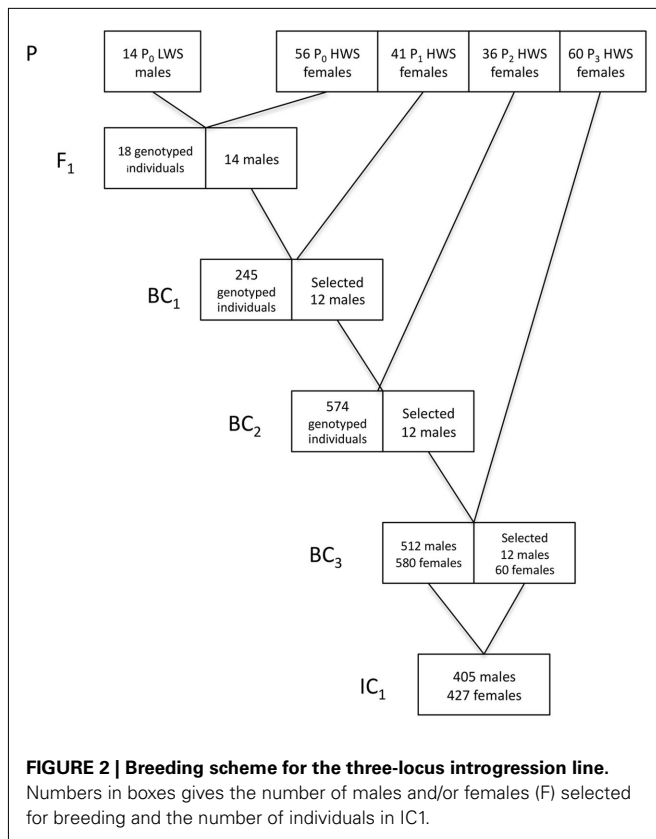 P
14 P₀ LWS
males
56 P₀ HWS
females
41 P₁ HWS
females
36 P₂ HWS
females
60 P₃ HWS
females
F₁
18 genotyped
individuals
14 males
BC₁
245
genotyped
individuals
Selected
12 males
BC₂
574
genotyped
individuals
Selected
12 males
BC₃
512 males
580 females
Selected
12 males
60 females
IC₁
405 males
427 females
FIGURE 2 | Breeding scheme for the three-locus introgression line.
Numbers in boxes gives the number of males and/or females (F) selected
for breeding and the number of individuals in IC1.